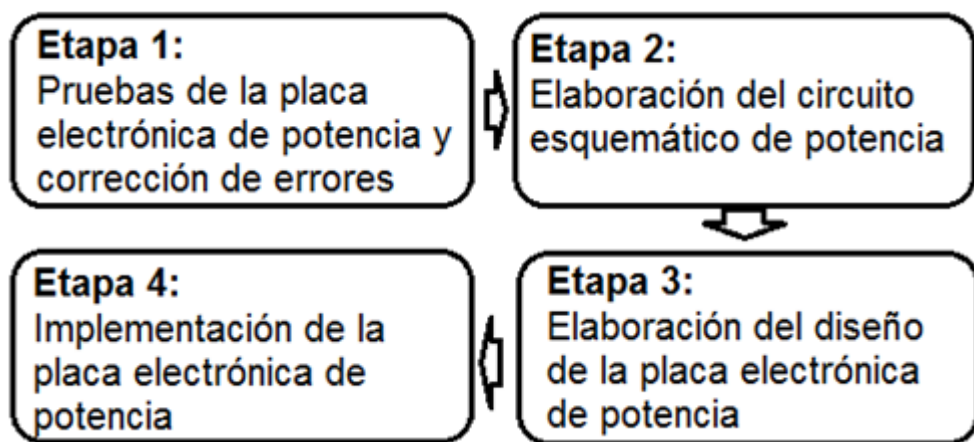 Etapa 1:
Pruebas de la placa
electrónica de potencia y
corrección de errores
Etapa 2:
Elaboración del circuito
esquemático de potencia
Etapa 3:
Elaboración del diseño
de la placa electrónica
de potencia
Etapa 4:
Implementación de la
placa electrónica de
potencia